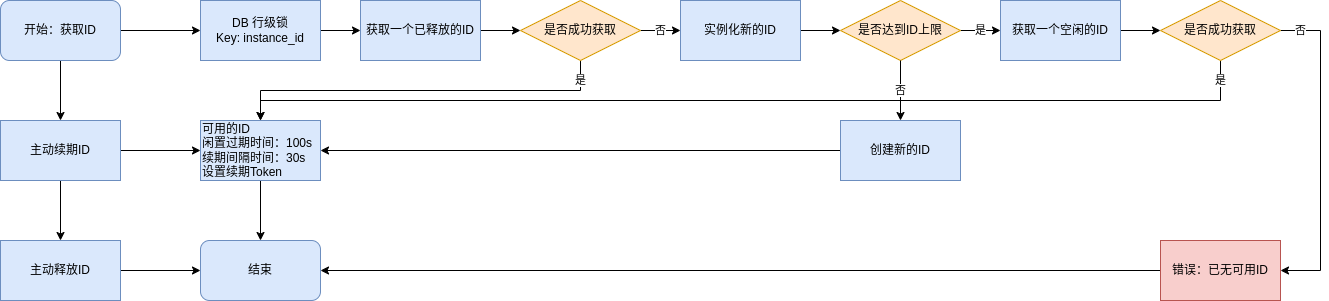 开始：获取ID
DB 行级锁
Key: instance_id
获取一个已释放的ID
是否成功获取
否
实例化新的ID
是否达到ID上限
是
获取一个空闲的ID
是否成功获取
否
是
否
是
主动续期ID
可用的ID
闲置过期时间：100s
续期间隔时间：30s
设置续期Token
创建新的ID
主动释放ID
结束
错误：已无可用ID